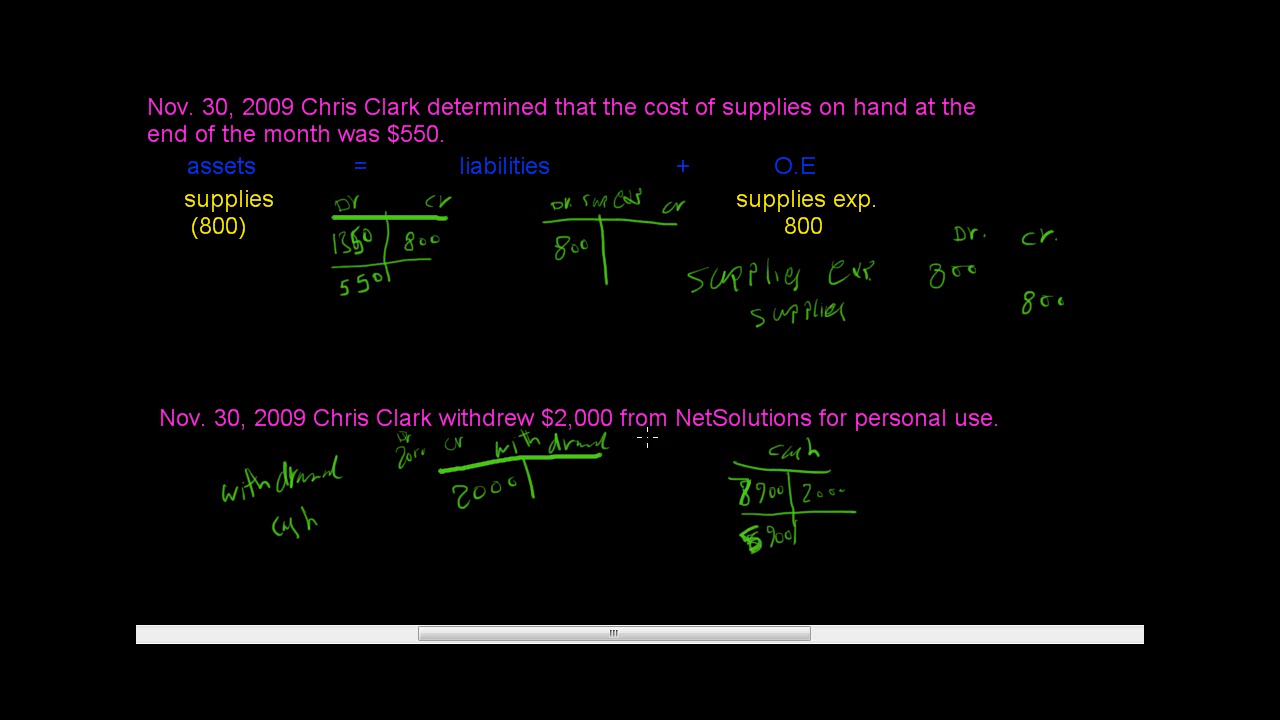 Nov. 30, 2009 Chris Clark determined that the cost of supplies on hand at the
end of the month was $550.
assets = liabilities + O.E
supplies supplies exp.
(800) 800
Dr Cr Dr. Sup exp Cr
1350 800 800
550
Dr. Cr.
supplies exp. 800
supplies 800
Nov. 30, 2009 Chris Clark withdrew $2,000 from NetSolutions for personal use.
Dr Cr withdrawal cash
2000
withdrawal 2000 900 2000
cash 5900